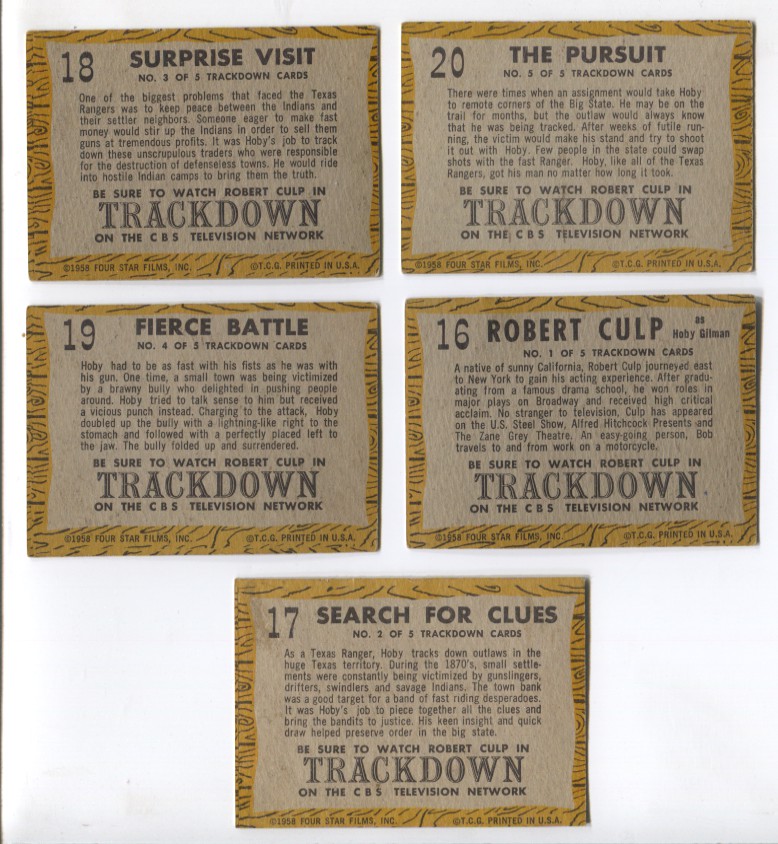 18 SURPRISE VISIT
NO. 3 OF 5 TRACKDOWN CARDS
One of the biggest problems that faced the Texas
Rangers was to keep peace between the Indians and
their settler neighbors. Someone eager to make fast
money would stir up the Indians in order to sell them
guns at tremendous profits. It was Hoby's job to track
down these unscrupulous traders who were responsible
for the destruction of defenseless towns. He would ride
into hostile Indian camps to bring them the truth.
BE SURE TO WATCH ROBERT CULP IN
TRACKDOWN
ON THE CBS TELEVISION NETWORK
©1958 FOUR STAR FILMS, INC. ©T.C.G. PRINTED IN U.S.A.
20 THE PURSUIT
NO. 5 OF 5 TRACKDOWN CARDS
There were times when an assignment would take Hoby
to remote corners of the Big State. He may be on the
trail for months, but the outlaw would always know
that he was being tracked. After weeks of futile run-
ning, the victim would make his stand and try to shoot
it out with Hoby. Few people in the state could swap
shots with the fast Ranger. Hoby, like all of the Texas
Rangers, got his man no matter how long it took.
BE SURE TO WATCH ROBERT CULP IN
TRACKDOWN
ON THE CBS TELEVISION NETWORK
©1958 FOUR STAR FILMS, INC. ©T.C.G. PRINTED IN U.S.A.
19 FIERCE BATTLE
NO. 4 OF 5 TRACKDOWN CARDS
Hoby had to be as fast with his fists as he was with
his gun. One time, a small town was being victimized
by a brawny bully who delighted in pushing people
around. Hoby tried to talk sense to him but received
a vicious punch instead. Charging to the attack, Hoby
doubled up the bully with a lightning-like right to the
stomach and followed with a perfectly placed left to
the jaw. The bully folded up and surrendered.
BE SURE TO WATCH ROBERT CULP IN
TRACKDOWN
ON THE CBS TELEVISION NETWORK
©1958 FOUR STAR FILMS, INC. ©T.C.G. PRINTED IN U.S.A.
16 ROBERT CULP as Hoby Gilman
NO. 1 OF 5 TRACKDOWN CARDS
A native of sunny California, Robert Culp journeyed east
to New York to gain his acting experience. After gradu-
ating from a famous drama school, he won roles in
major plays on Broadway and received high critical
acclaim. No stranger to television, Culp has appeared
on the U.S. Steel Show, Alfred Hitchcock Presents and
The Zane Grey Theatre. An easy-going person, Bob
travels to and from work on a motorcycle.
BE SURE TO WATCH ROBERT CULP IN
TRACKDOWN
ON THE CBS TELEVISION NETWORK
©1958 FOUR STAR FILMS, INC. ©T.C.G. PRINTED IN U.S.A.
17 SEARCH FOR CLUES
NO. 2 OF 5 TRACKDOWN CARDS
As a Texas Ranger, Hoby tracks down outlaws in the
huge Texas territory. During the 1870's, small settle-
ments were constantly being victimized by gunslingers,
drifters, swindlers and savage Indians. The town bank
was a good target for a band of fast riding desperadoes.
It was Hoby's job to piece together all the clues and
bring the bandits to justice. His keen insight and quick
draw helped preserve order in the big state.
BE SURE TO WATCH ROBERT CULP IN
TRACKDOWN
ON THE CBS TELEVISION NETWORK
©1958 FOUR STAR FILMS, INC. ©T.C.G. PRINTED IN U.S.A.